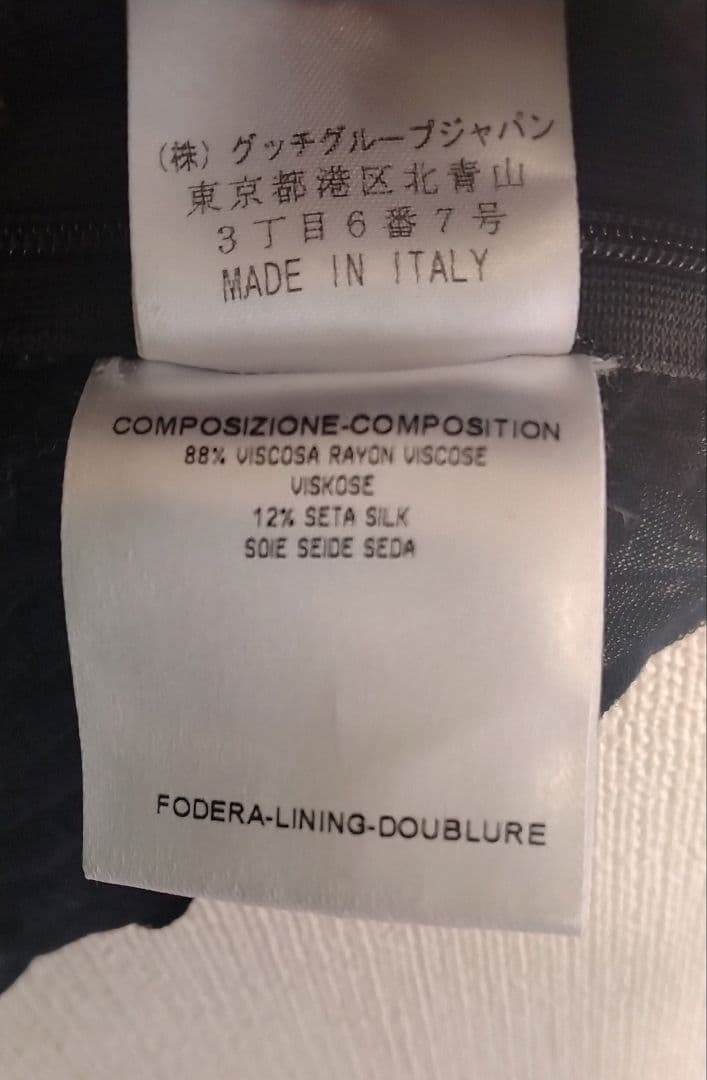 (株)グッチグループジャパン
東京都港区北青山
3丁目6番7号
MADE IN ITALY
COMPOSIZIONE-COMPOSITION
88% VISCOSA RAYON VISCOSE
VISKOSE
12% SETA SILK
SOIE SEIDE SEDA
FODERA-LINING-DOUBLURE